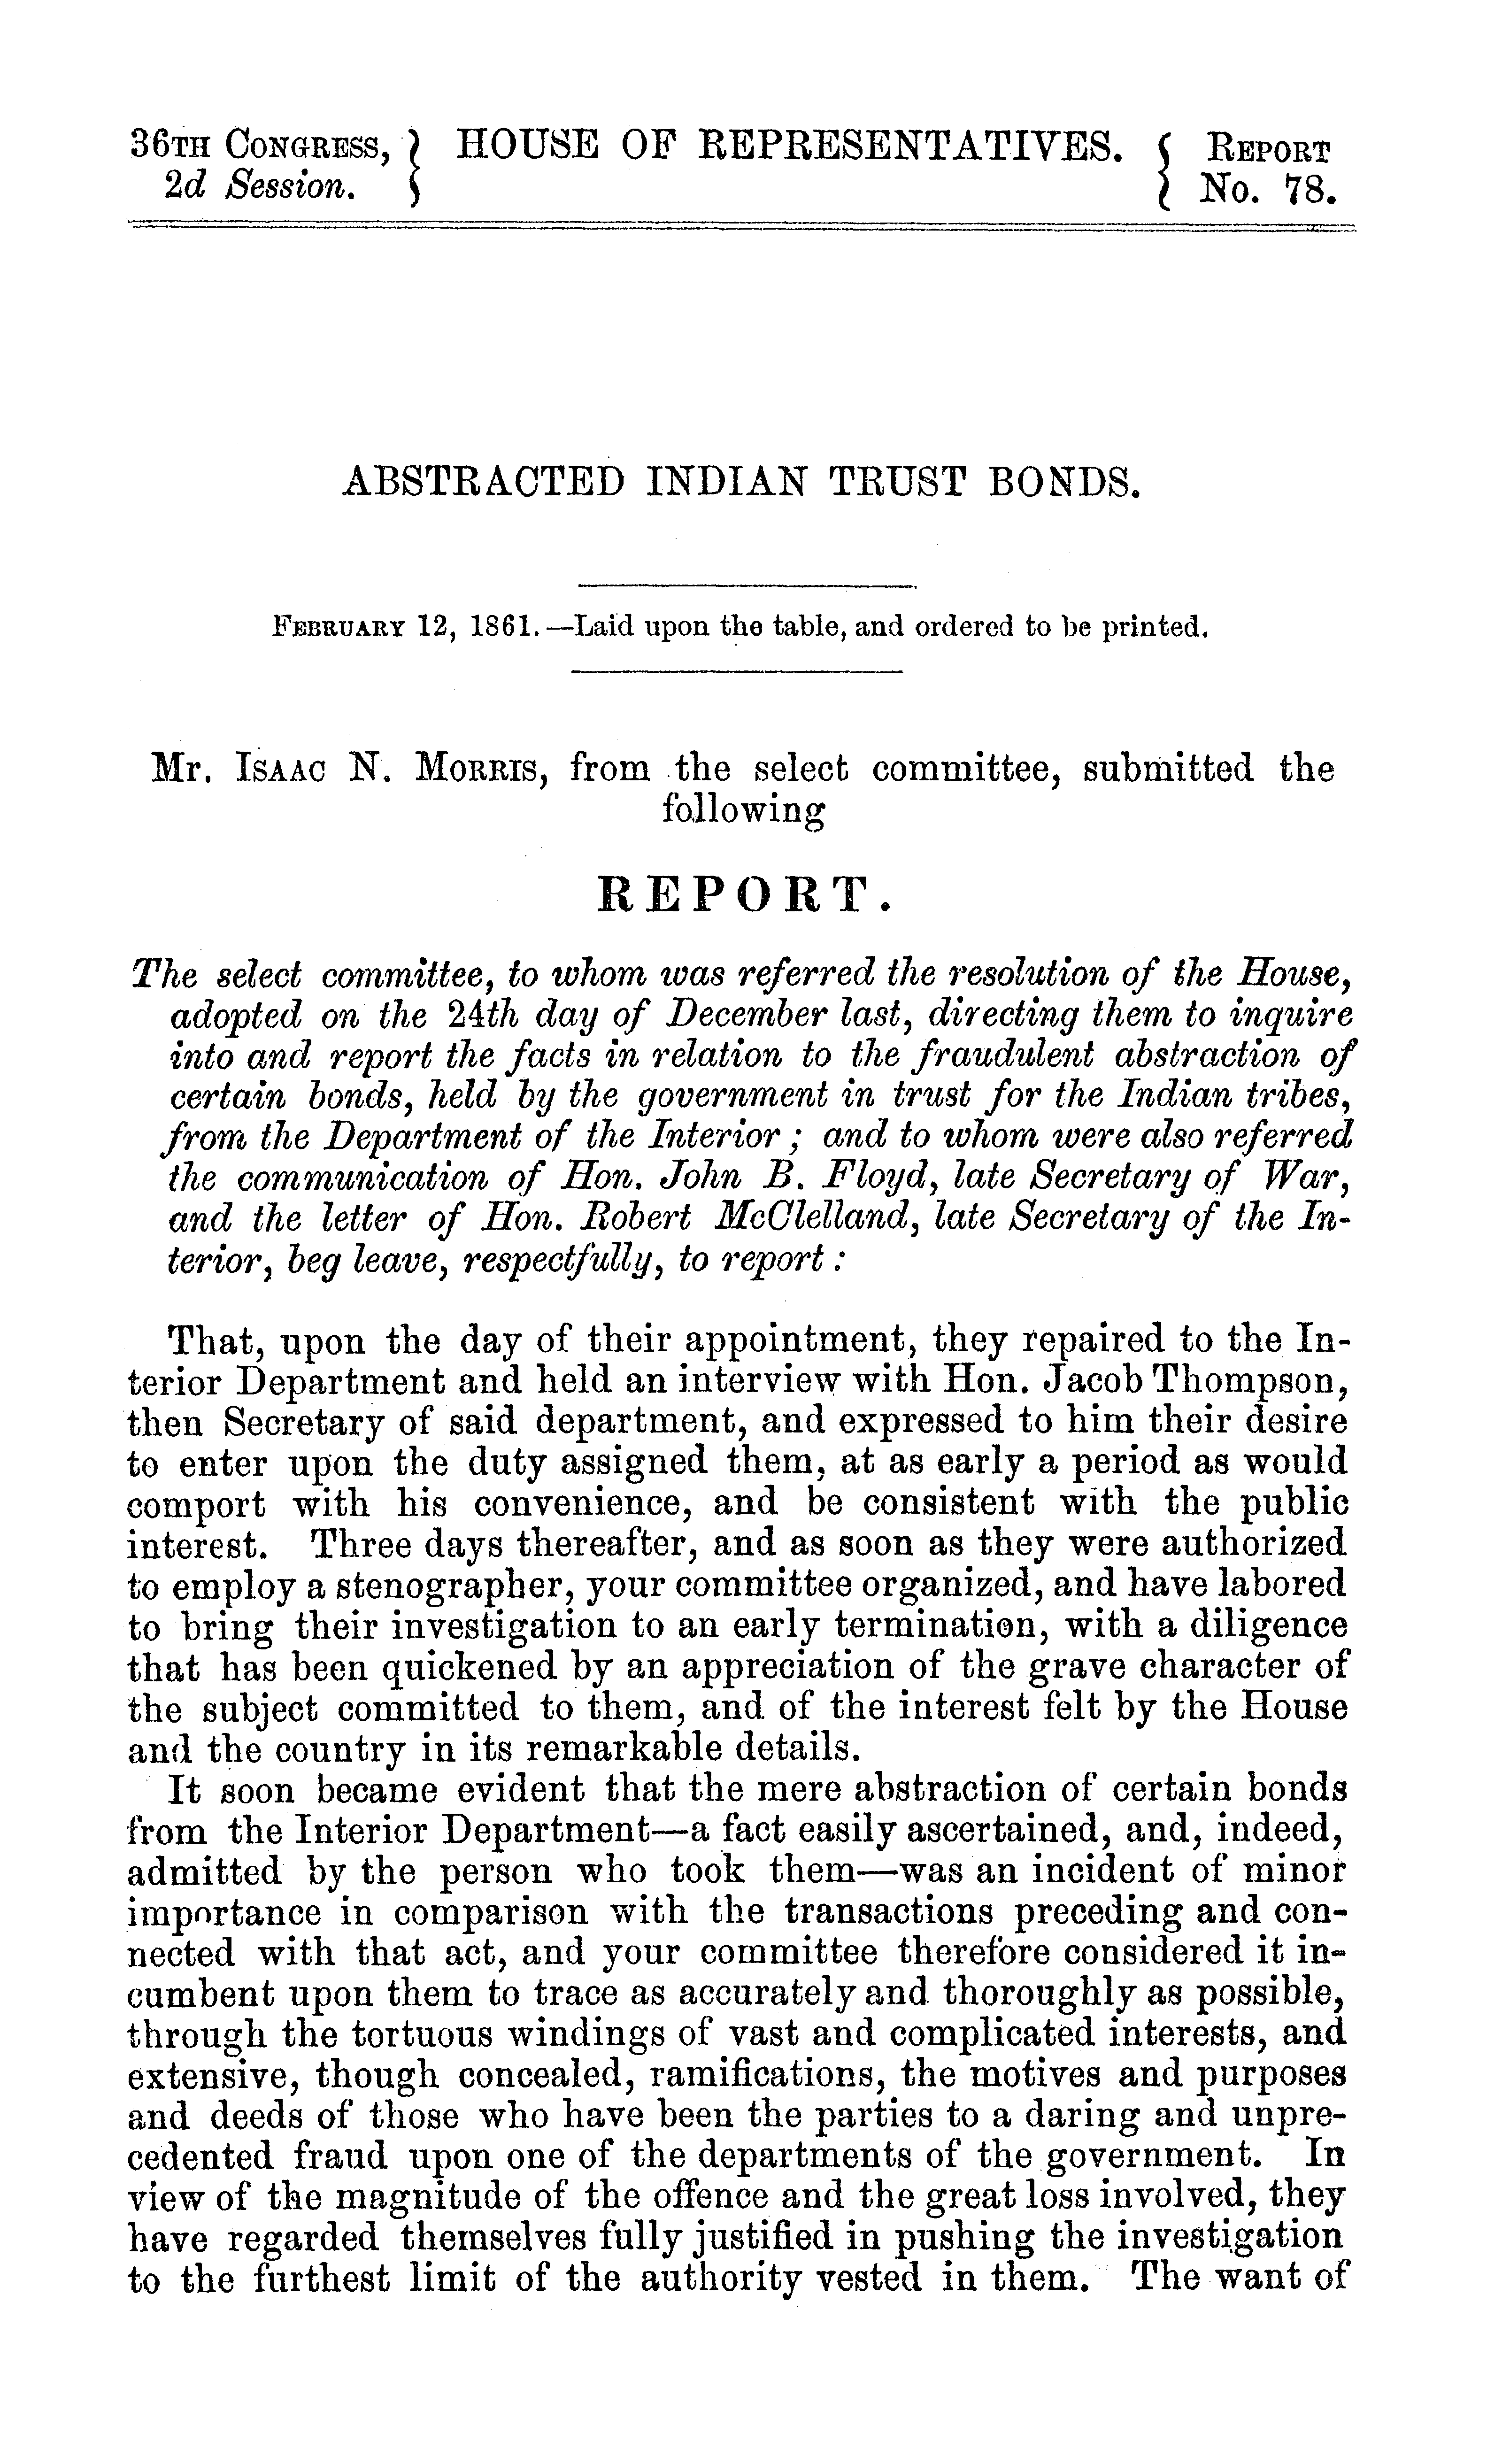 36TH CONGRESS, } HOUSE OF REPRESENTATIVES. { REPORT
2d Session. } { No. 78.
ABSTRACTED INDIAN TRUST BONDS.
FEBRUARY 12, 1861.—Laid upon the table, and ordered to be printed.
Mr. ISAAC N. MORRIS, from the select committee, submitted the
following
REPORT.
The select committee, to whom was referred the resolution of the House,
adopted on the 24th day of December last, directing them to inquire
into and report the facts in relation to the fraudulent abstraction of
certain bonds, held by the government in trust for the Indian tribes,
from the Department of the Interior; and to whom were also referred
the communication of Hon. John B. Floyd, late Secretary of War,
and the letter of Hon. Robert McClelland, late Secretary of the In-
terior, beg leave, respectfully, to report:
That, upon the day of their appointment, they repaired to the In-
terior Department and held an interview with Hon. Jacob Thompson,
then Secretary of said department, and expressed to him their desire
to enter upon the duty assigned them, at as early a period as would
comport with his convenience, and be consistent with the public
interest. Three days thereafter, and as soon as they were authorized
to employ a stenographer, your committee organized, and have labored
to bring their investigation to an early termination, with a diligence
that has been quickened by an appreciation of the grave character of
the subject committed to them, and of the interest felt by the House
and the country in its remarkable details.
It soon became evident that the mere abstraction of certain bonds
from the Interior Department—a fact easily ascertained, and, indeed,
admitted by the person who took them—was an incident of minor
importance in comparison with the transactions preceding and con-
nected with that act, and your committee therefore considered it in-
cumbent upon them to trace as accurately and thoroughly as possible,
through the tortuous windings of vast and complicated interests, and
extensive, though concealed, ramifications, the motives and purposes
and deeds of those who have been the parties to a daring and unpre-
cedented fraud upon one of the departments of the government. In
view of the magnitude of the offence and the great loss involved, they
have regarded themselves fully justified in pushing the investigation
to the furthest limit of the authority vested in them. The want of